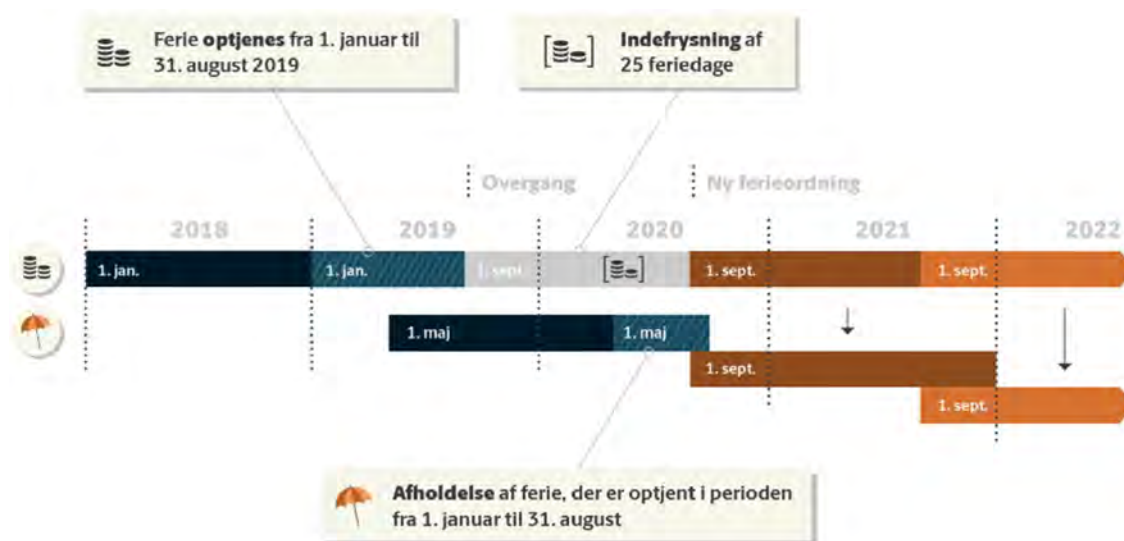 Ferie optjenes fra 1. januar til
31. august 2019
Indefrysning af
25 feriedage
Overgang
Ny ferieordning
2018
2019
2020
2021
2022
1. jan.
1. jan.
1. sept.
1. sept.
1. sept.
1. maj
1. maj
1. sept.
1. sept.
Afholdelse af ferie, der er optjent i perioden
fra 1. januar til 31. august